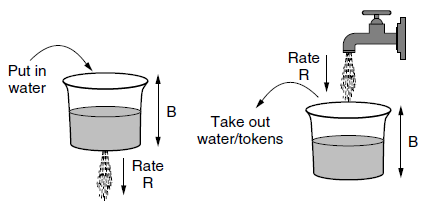 Put in
water
B
Rate
R
Rate
R
Take out
water/tokens
B